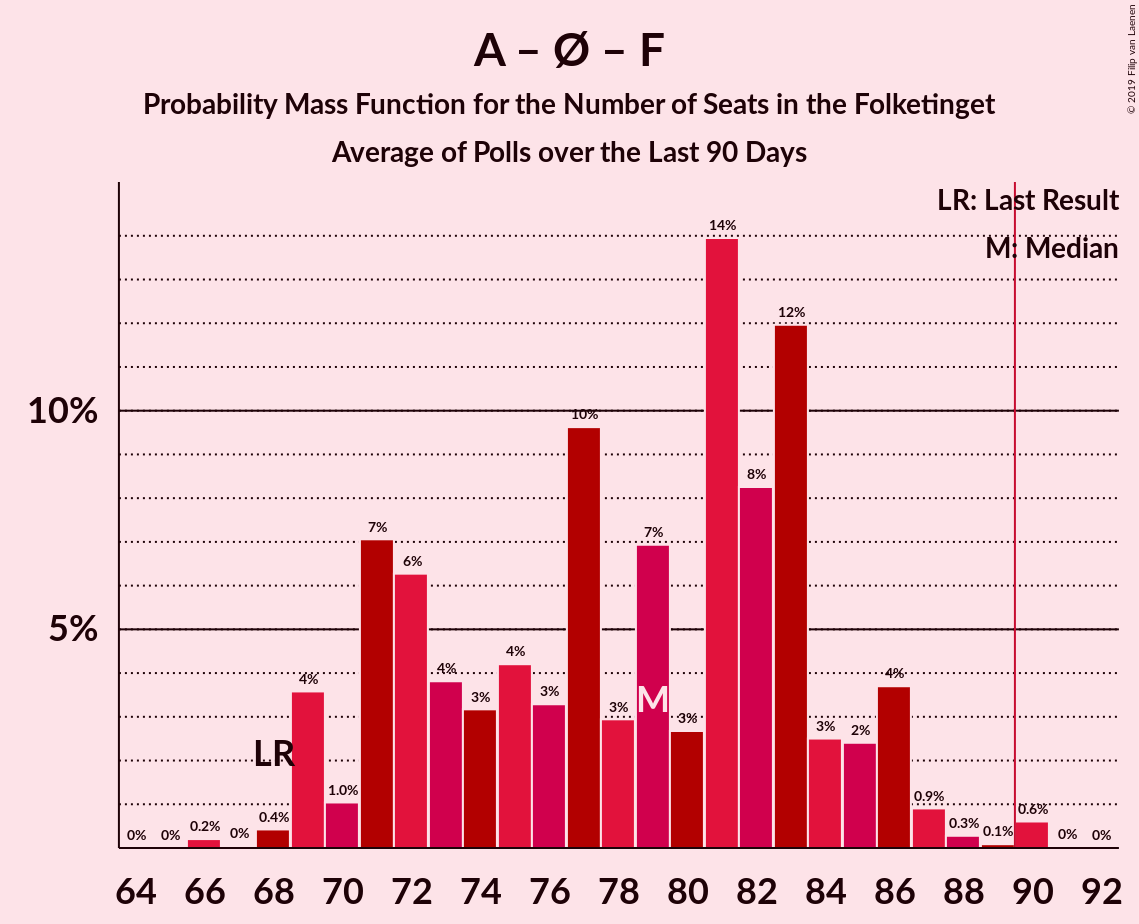 A – Ø – F
Probability Mass Function for the Number of Seats in the Folketinget
Average of Polls over the Last 90 Days
© 2019 Filip van Laenen
LR: Last Result
M: Median
10%
5%
0% 0% 0.2% 0% 0.4% 4% 1.0% 7% 6% 4% 3% 4% 3% 10% 3% 7% 3% 14% 8% 12% 3% 2% 4% 0.9% 0.3% 0.1% 0.6% 0% 0%
LR
M
64 66 68 70 72 74 76 78 80 82 84 86 88 90 92